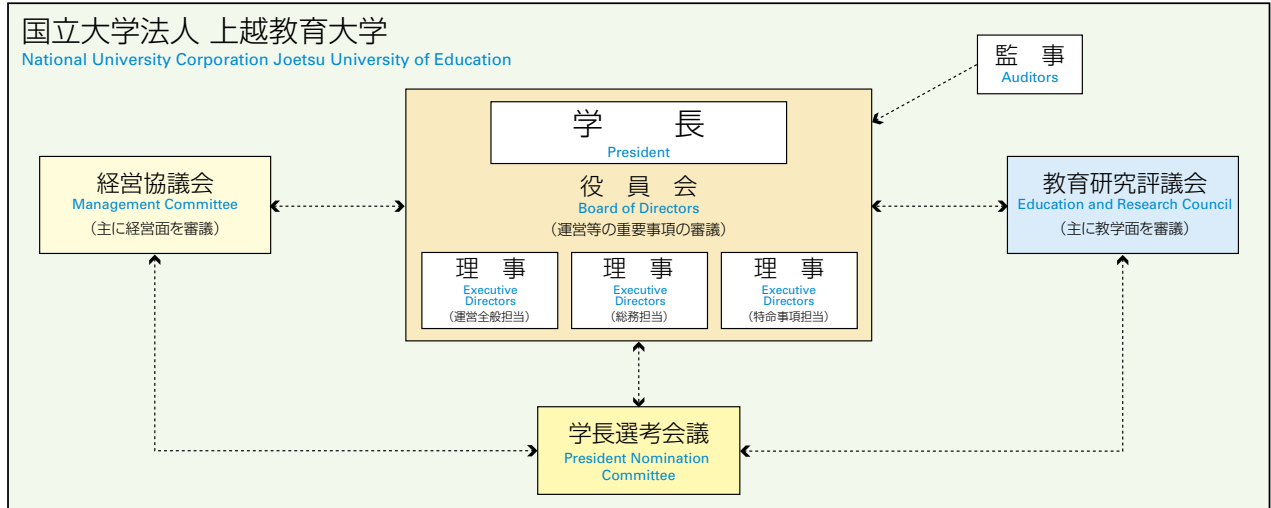 国立大学法人 上越教育大学
National University Corporation Joetsu University of Education
監 事
Auditors
学 長
President
役 員 会
Board of Directors
（運営等の重要事項の審議）
経営協議会
Management Committee
（主に経営面を審議）
教育研究評議会
Education and Research Council
（主に教学面を審議）
理 事
Executive
Directors
（運営全般担当）
理 事
Executive
Directors
（総務担当）
理 事
Executive
Directors
（特命事項担当）
学長選考会議
President Nomination
Committee